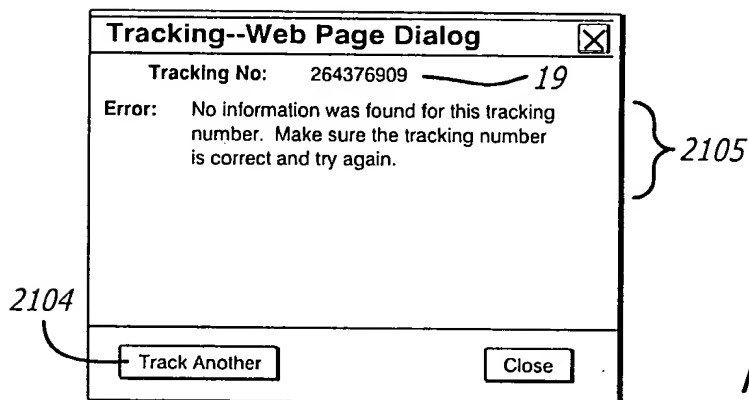 Tracking--Web Page Dialog
Tracking No: 264376909 19
Error: No information was found for this tracking
number. Make sure the tracking number
is correct and try again.
2105
2104
Track Another Close